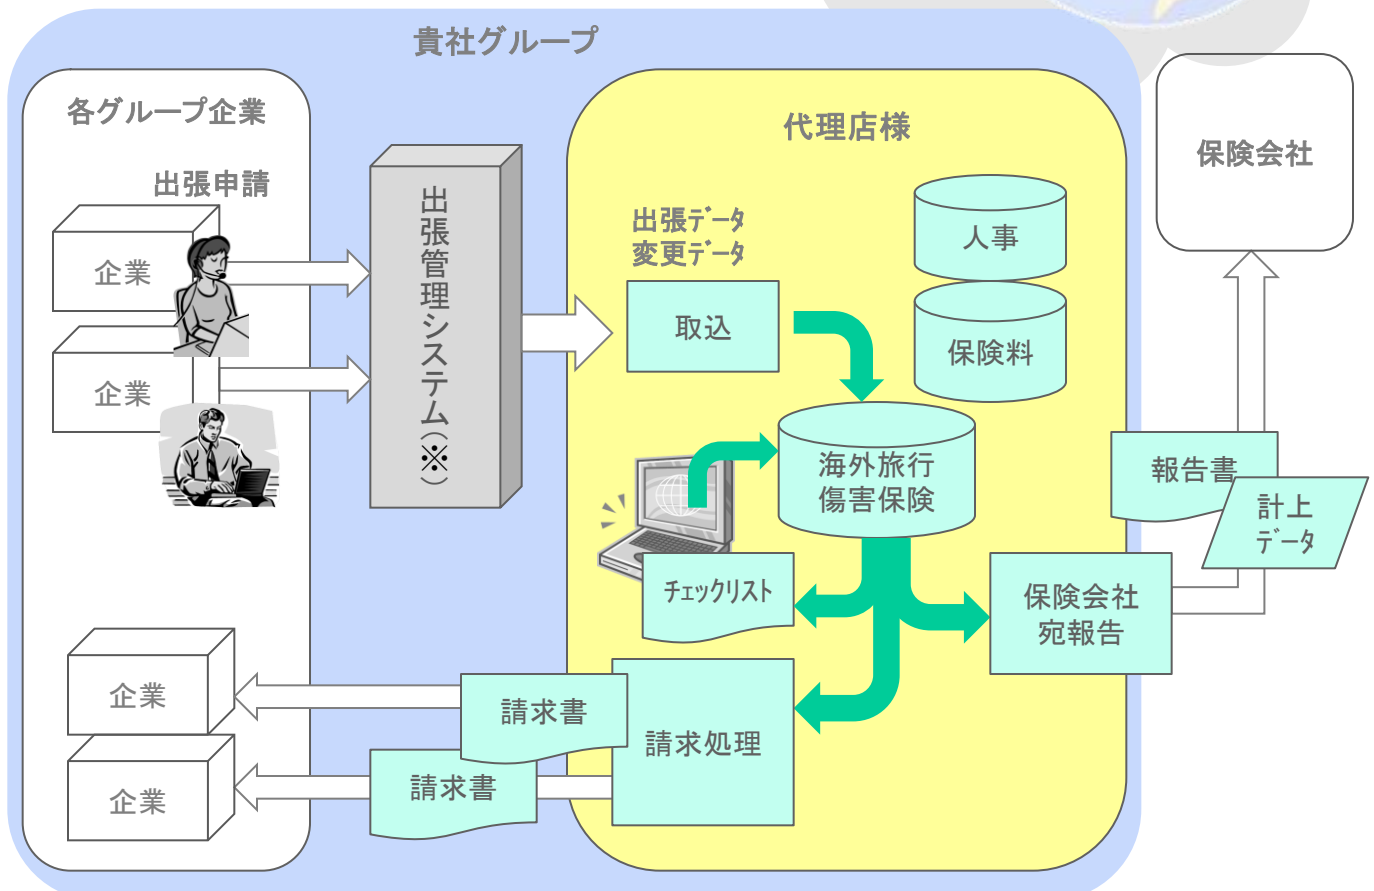 貴社グループ
各グループ企業
出張申請
企業
企業
出張管理システム(※)
代理店様
保険会社
出張ﾃﾞｰﾀ
変更ﾃﾞｰﾀ
取込
人事
保険料
海外旅行
傷害保険
チェックリスト
報告書
計上
ﾃﾞｰﾀ
保険会社
宛報告
企業
企業
請求書
請求書
請求処理